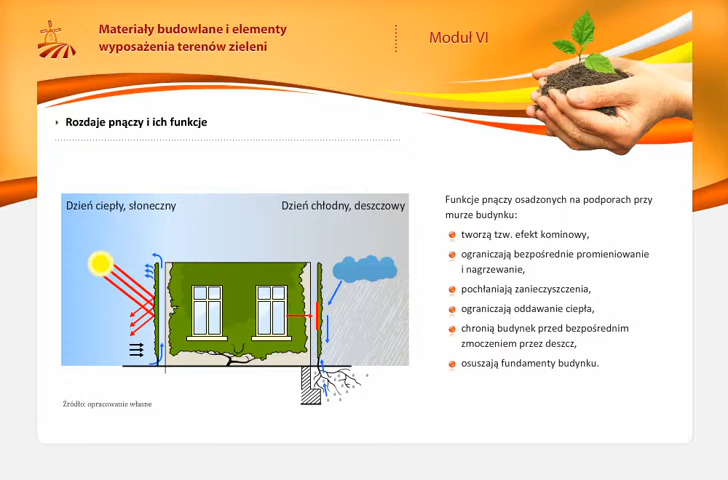 Materiały budowlane i elementy
wyposażenia terenów zieleni
Moduł VI
Rozdaje pnączy i ich funkcje
Dzień ciepły, słoneczny
Dzień chłodny, deszczowy
Źródło: opracowanie własne
Funkcje pnączy osadzonych na podporach przy
murze budynku:
tworzą tzw. efekt kominowy,
ograniczają bezpośrednie promieniowanie
i nagrzewanie,
pochłaniają zanieczyszczenia,
ograniczają oddawanie ciepła,
chronią budynek przed bezpośrednim
zmoczeniem przez deszcz,
osuszają fundamenty budynku.